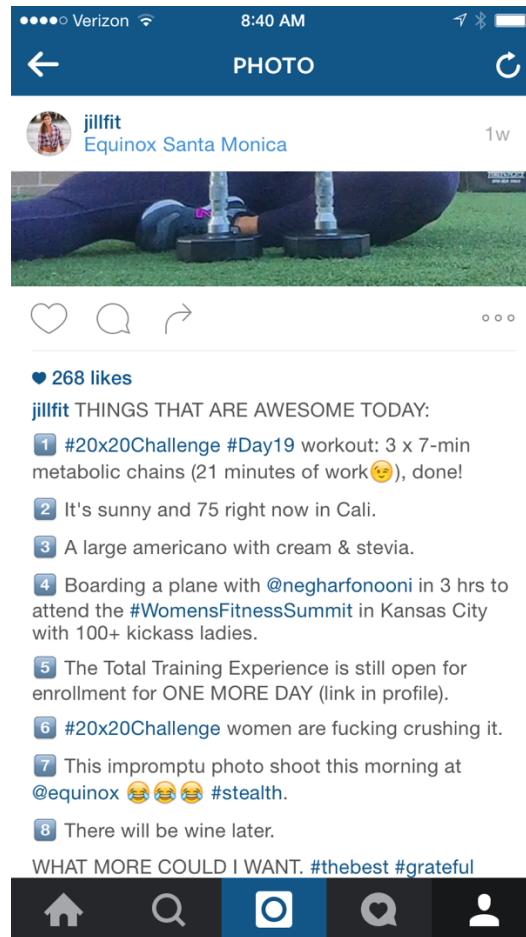 Verizon 8:40 AM
PHOTO
jillfit
Equinox Santa Monica
1w
268 likes
jillfit THINGS THAT ARE AWESOME TODAY:
1️⃣ #20x20Challenge #Day19 workout: 3 x 7-min
metabolic chains (21 minutes of work😉), done!
2️⃣ It's sunny and 75 right now in Cali.
3️⃣ A large americano with cream & stevia.
4️⃣ Boarding a plane with @negharfonooni in 3 hrs to
attend the #WomensFitnessSummit in Kansas City
with 100+ kickass ladies.
5️⃣ The Total Training Experience is still open for
enrollment for ONE MORE DAY (link in profile).
6️⃣ #20x20Challenge women are fucking crushing it.
7️⃣ This impromptu photo shoot this morning at
@equinox 😂😂😂 #stealth.
8️⃣ There will be wine later.
WHAT MORE COULD I WANT. #thebest #grateful